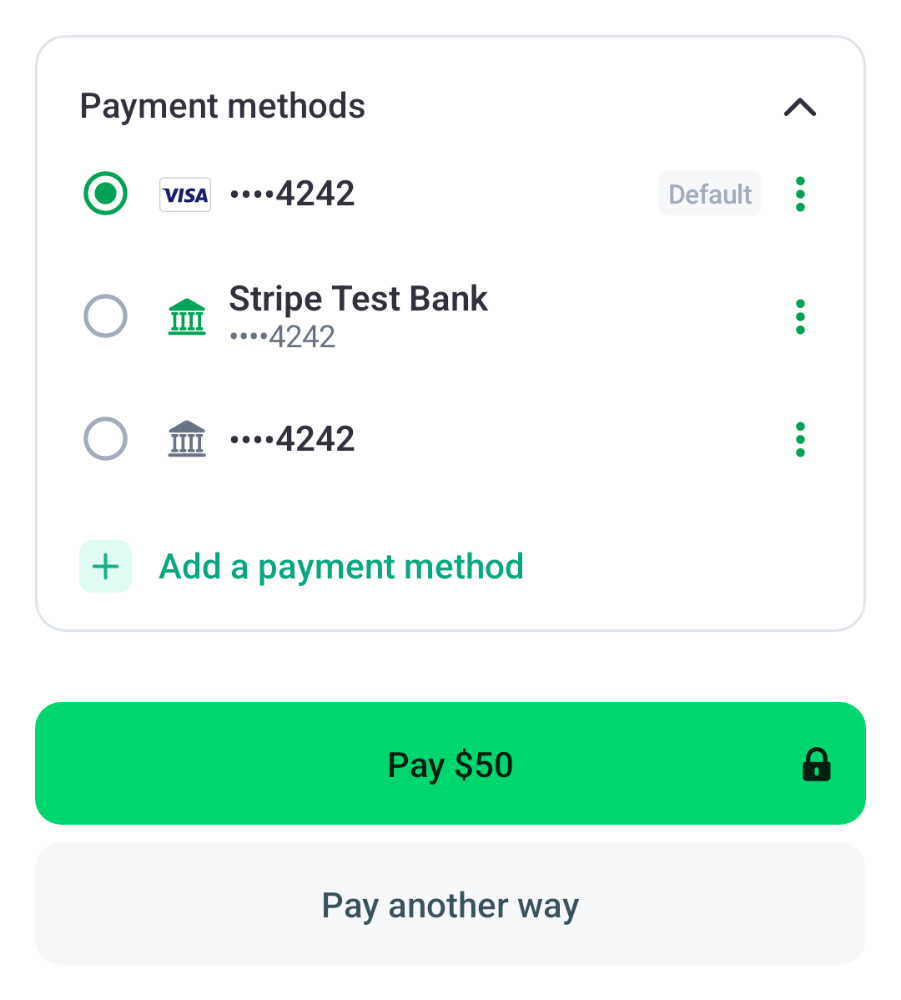 Payment methods
VISA ····4242 Default
Stripe Test Bank
····4242
····4242
Add a payment method
Pay $50
Pay another way